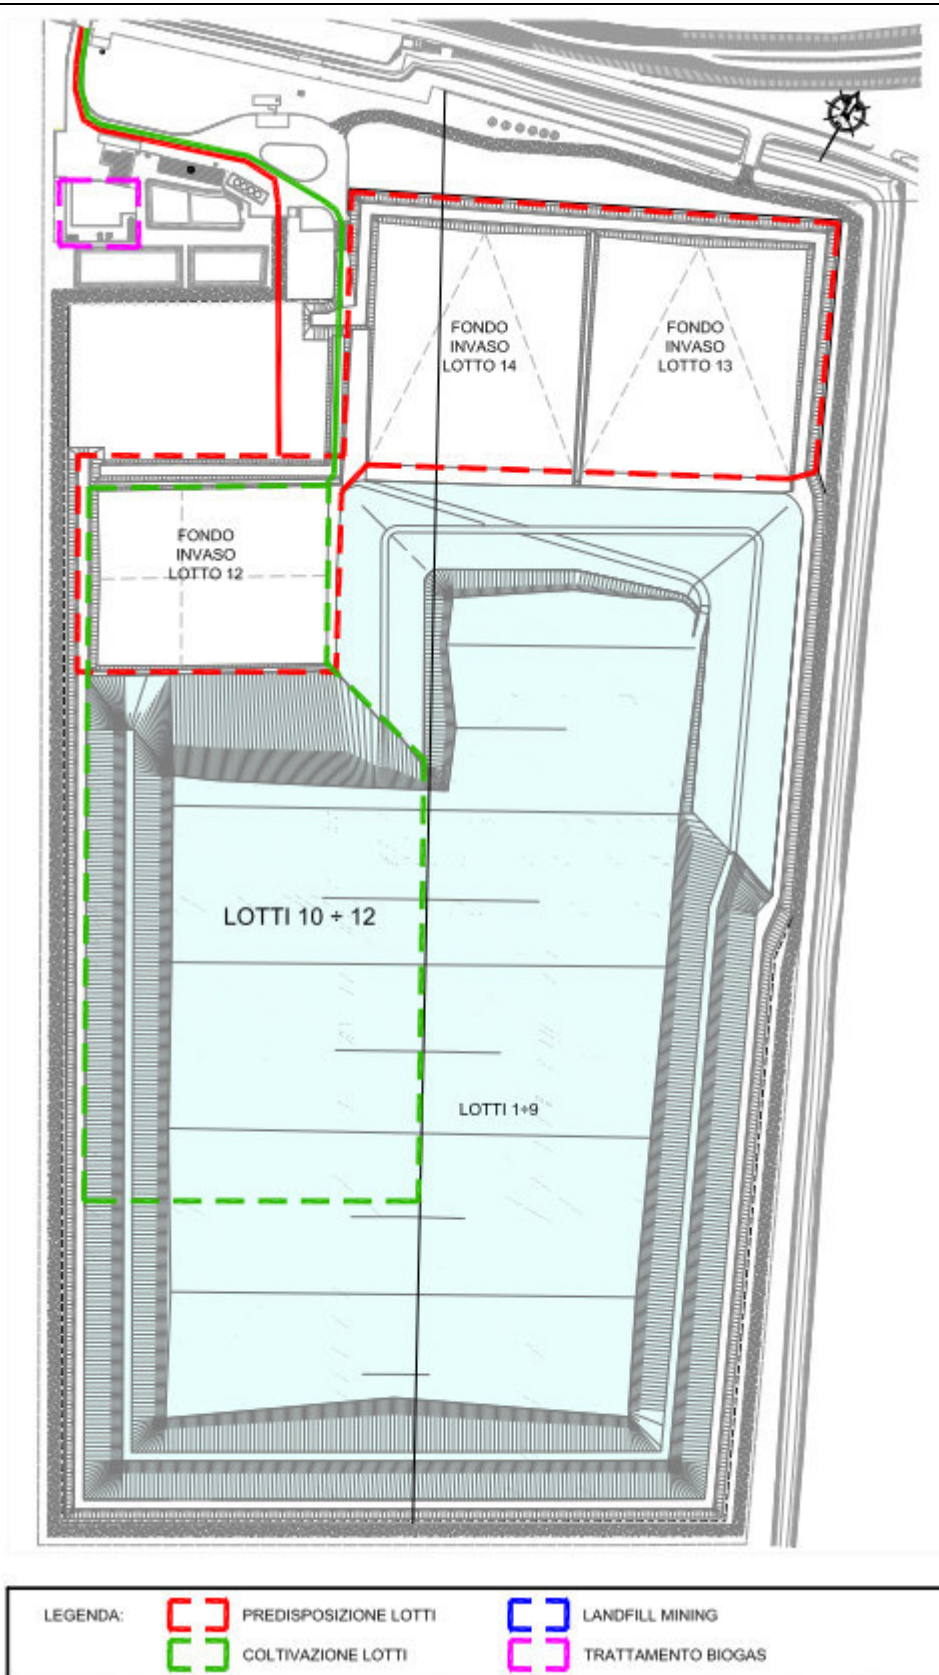 FONDO
INVASO
LOTTO 14
FONDO
INVASO
LOTTO 13
FONDO
INVASO
LOTTO 12
LOTTI 10 ÷ 12
LOTTI 1÷9
LEGENDA:
PREDISPOSIZIONE LOTTI
LANDFILL MINING
COLTIVAZIONE LOTTI
TRATTAMENTO BIOGAS